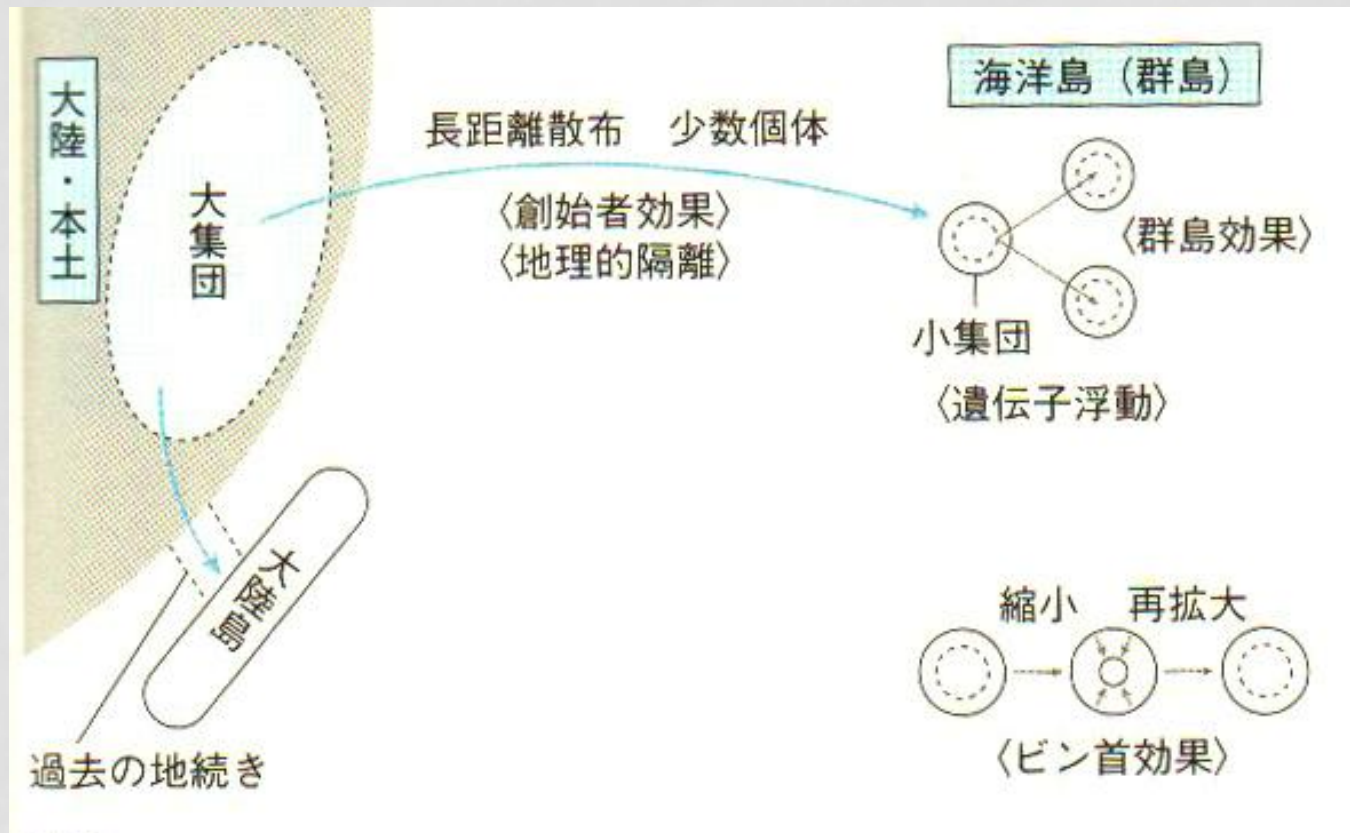 大陸・本土
大集団
長距離散布 少数個体
〈創始者効果〉
〈地理的隔離〉
海洋島（群島）
〈群島効果〉
小集団
〈遺伝子浮動〉
大陸島
過去の地続き
縮小 再拡大
〈ビン首効果〉